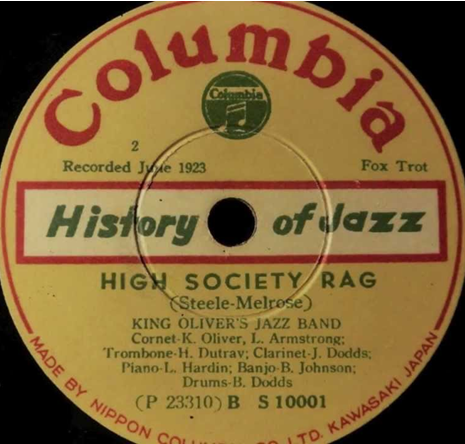 Columbia
Columbia
2
Recorded June 1923 Fox Trot
History of Jazz
HIGH SOCIETY RAG
(Steele-Melrose)
KING OLIVER'S JAZZ BAND
Cornet-K. Oliver, L. Armstrong;
Trombone-H. Dutray; Clarinet-J. Dodds;
Piano-L. Hardin; Banjo-B. Johnson;
Drums-B. Dodds
(P 23310) B S 10001
MADE BY NIPPON CO LTD. KAWASAKI JAPAN